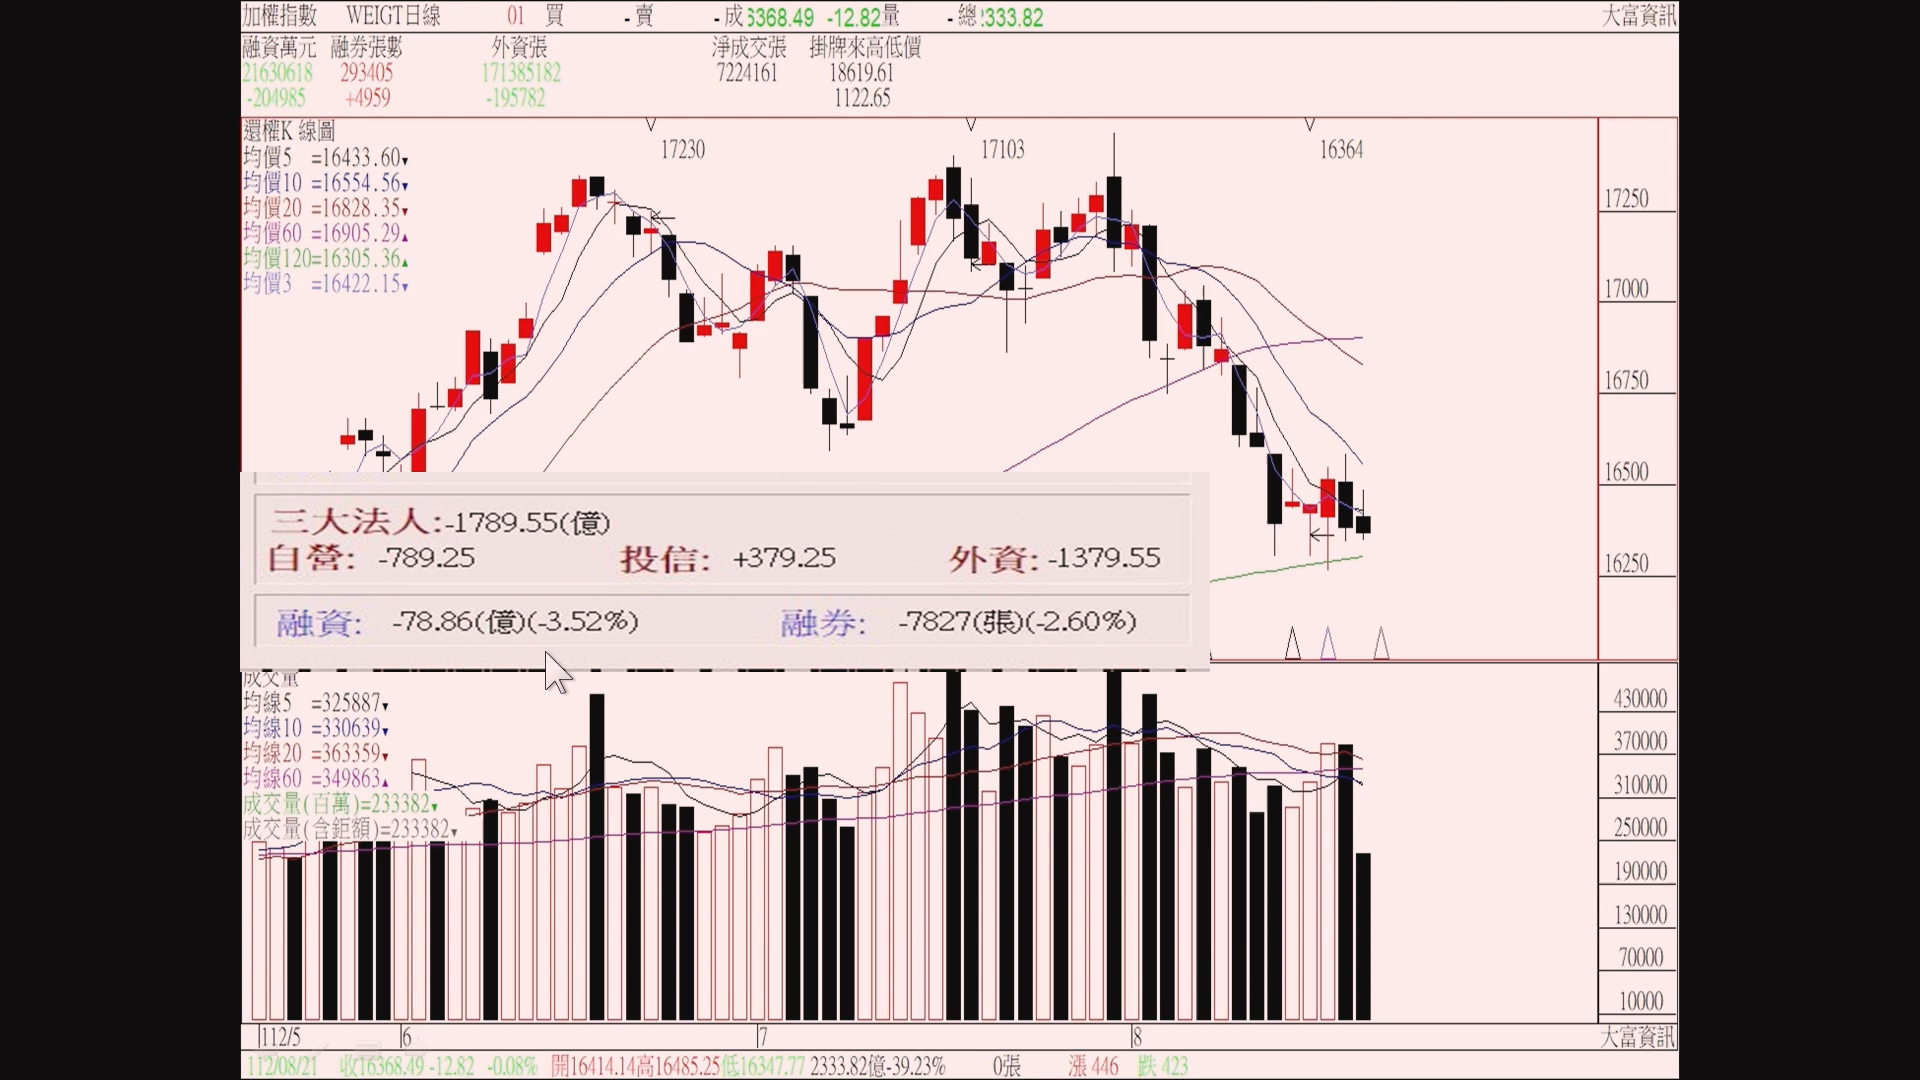 加權指數 WEIGT日線 01 買 - 賣 - 成 6368.49 -12.82 量 - 總 2333.82 大富資訊
融資萬元 融券張數 外資張 淨成交張 掛牌來高低價
21630618 293405 171385182 7224161 18619.61
-204985 +4959 -195782 1122.65
還權K 線圖
17230 17103 16364
均價5 =16433.60▼
均價10 =16554.56▼
均價20 =16828.35▼
均價60 =16905.29▲
均價120=16305.36▲
均價3 =16422.15▼
17250
17000
16750
16500
16250
三大法人:-1789.55(億)
自營: -789.25 投信: +379.25 外資: -1379.55
融資: -78.86(億)(-3.52%) 融券: -7827(張)(-2.60%)
成交量
均線5 =325887▼
均線10 =330639▼
均線20 =363359▼
均線60 =349863▲
成交量(百萬)=233382▼
成交量(含鉅額)=233382▼
430000
370000
310000
250000
190000
130000
70000
10000
112/5 6 7 8 大富資訊
112/08/21 收16368.49 -12.82 -0.08% 開16414.14高16485.25低16347.77 2333.82億-39.23% 0張 漲 446 跌 423